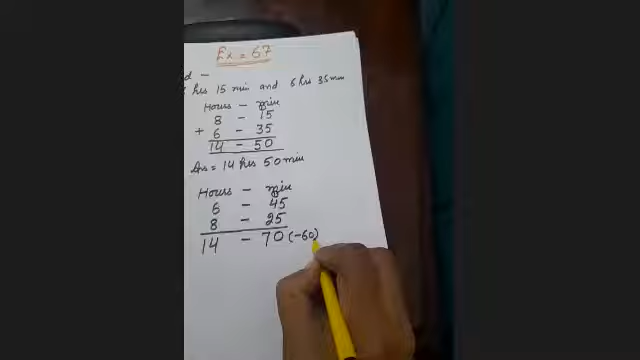 Ex = 67
d -
hrs 15 min and 6 hrs 35 min
Hours - min
8 - 15
+ 6 - 35
14 - 50
Ans = 14 hrs 50 min
Hours - min
6 - 45
8 - 25
14 - 70 (-60)